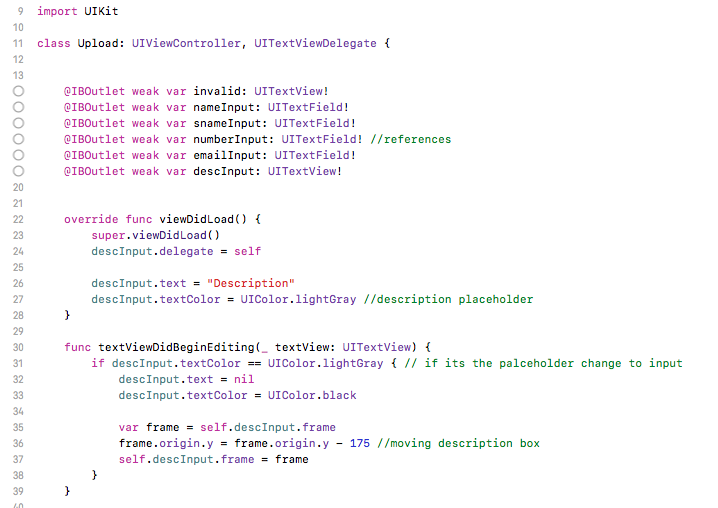 9 import UIKit
10
11 class Upload: UIViewController, UITextViewDelegate {
12
13
@IBOutlet weak var invalid: UITextView!
@IBOutlet weak var nameInput: UITextField!
@IBOutlet weak var snameInput: UITextField!
@IBOutlet weak var numberInput: UITextField! //references
@IBOutlet weak var emailInput: UITextField!
@IBOutlet weak var descInput: UITextView!
20
21
22 override func viewDidLoad() {
23 super.viewDidLoad()
24 descInput.delegate = self
25
26 descInput.text = "Description"
27 descInput.textColor = UIColor.lightGray //description placeholder
28 }
29
30 func textViewDidBeginEditing(_ textView: UITextView) {
31 if descInput.textColor == UIColor.lightGray { // if its the palceholder change to input
32 descInput.text = nil
33 descInput.textColor = UIColor.black
34
35 var frame = self.descInput.frame
36 frame.origin.y = frame.origin.y - 175 //moving description box
37 self.descInput.frame = frame
38 }
39 }
40